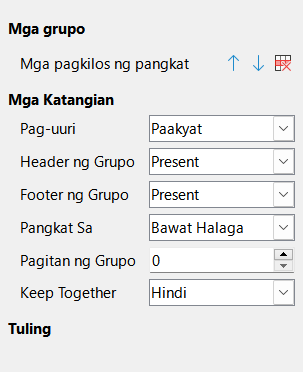 Mga grupo
Mga pagkilos ng pangkat
Mga Katangian
Pag-uuri Paakyat
Header ng Grupo Present
Footer ng Grupo Present
Pangkat Sa Bawat Halaga
Pagitan ng Grupo 0
Keep Together Hindi
Tuling